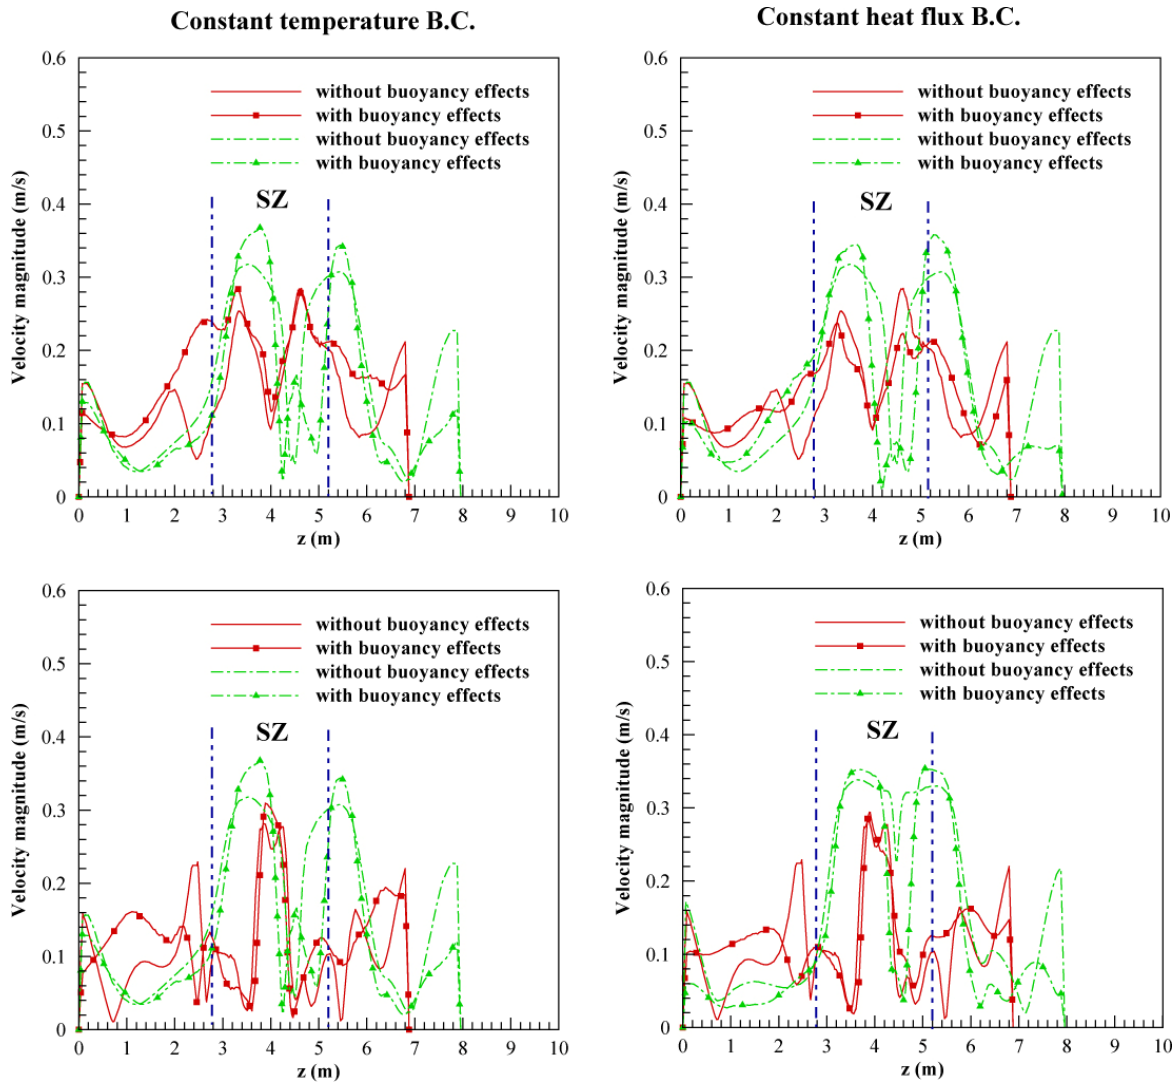 Constant temperature B.C.
Constant heat flux B.C.
0.6
0.5
0.4
0.3
0.2
0.1
0
Velocity magnitude (m/s)
without buoyancy effects
with buoyancy effects
without buoyancy effects
with buoyancy effects
SZ
0 1 2 3 4 5 6 7 8 9 10
z (m)
0.6
0.5
0.4
0.3
0.2
0.1
0
Velocity magnitude (m/s)
without buoyancy effects
with buoyancy effects
without buoyancy effects
with buoyancy effects
SZ
0 1 2 3 4 5 6 7 8 9 10
z (m)
0.6
0.5
0.4
0.3
0.2
0.1
0
Velocity magnitude (m/s)
without buoyancy effects
with buoyancy effects
without buoyancy effects
with buoyancy effects
SZ
0 1 2 3 4 5 6 7 8 9 10
z (m)
0.6
0.5
0.4
0.3
0.2
0.1
0
Velocity magnitude (m/s)
without buoyancy effects
with buoyancy effects
without buoyancy effects
with buoyancy effects
SZ
0 1 2 3 4 5 6 7 8 9 10
z (m)